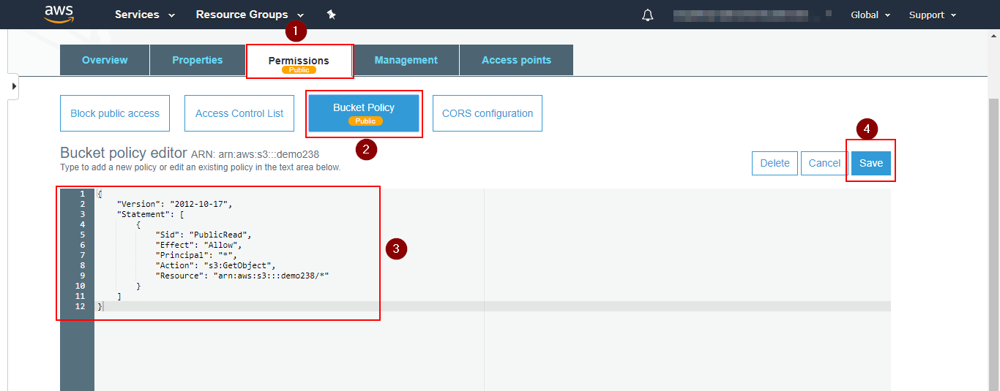 aws Services Resource Groups Global Support
1
Overview Properties Permissions Management Access points
Public
Block public access Access Control List Bucket Policy CORS configuration
Public
2
4
Bucket policy editor ARN: arn:aws:s3:::demo238
Type to add a new policy or edit an existing policy in the text area below.
Delete Cancel Save
1 {
2 "Version": "2012-10-17",
3 "Statement": [
4 {
5 "Sid": "PublicRead",
6 "Effect": "Allow",
7 "Principal": "*",
8 "Action": "s3:GetObject",
9 "Resource": "arn:aws:s3:::demo238/*"
10 }
11 ]
12 }
3